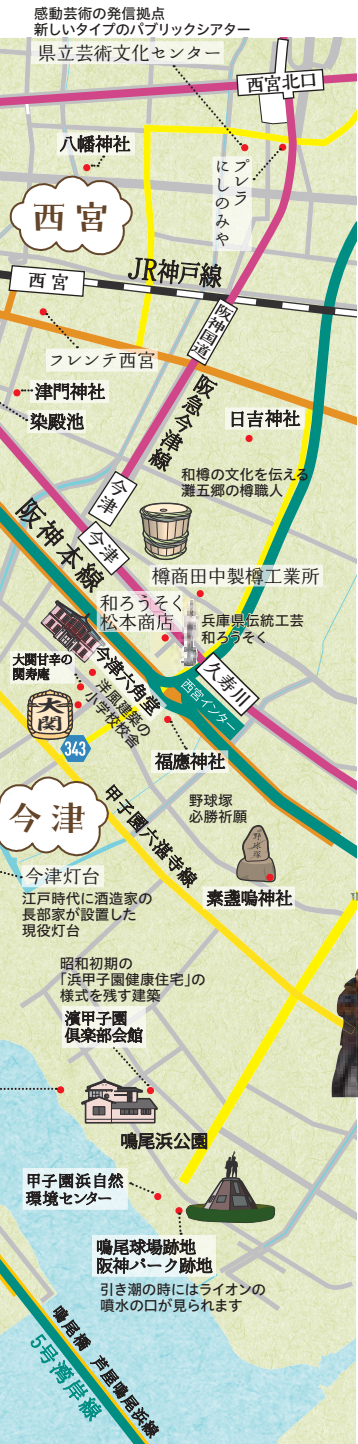 感動芸術の発信拠点
新しいタイプのパブリックシアター
県立芸術文化センター
西宮北口
八幡神社
プレラ
にしのみや
西宮
JR神戸線
西宮
阪神国道
フレンテ西宮
阪急今津線
津門神社
日吉神社
染殿池
和樽の文化を伝える
灘五郷の樽職人
今津
今津
阪神本線
樽商田中製樽工業所
和ろうそく
松本商店
兵庫県伝統工芸
和ろうそく
今津六角堂
洋風建築の
小学校校舎
大関甘辛の
関寿庵
久寿川
西宮インター
大関
343
福應神社
今津
甲子園六湛寺線
野球塚
必勝祈願
野球塚
今津灯台
江戸時代に酒造家の
長部家が設置した
現役灯台
素盞嗚神社
昭和初期の
「浜甲子園健康住宅」の
様式を残す建築
濱甲子園
倶楽部会館
鳴尾浜公園
甲子園浜自然
環境センター
鳴尾球場跡地
阪神パーク跡地
引き潮の時にはライオンの
噴水の口が見られます
鳴尾橋 芦屋鳴尾浜線
5号湾岸線